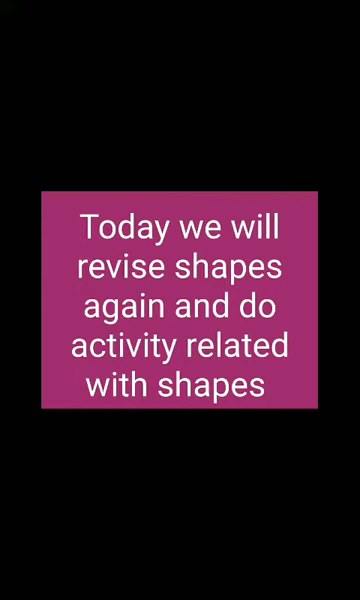 Today we will
revise shapes
again and do
activity related
with shapes